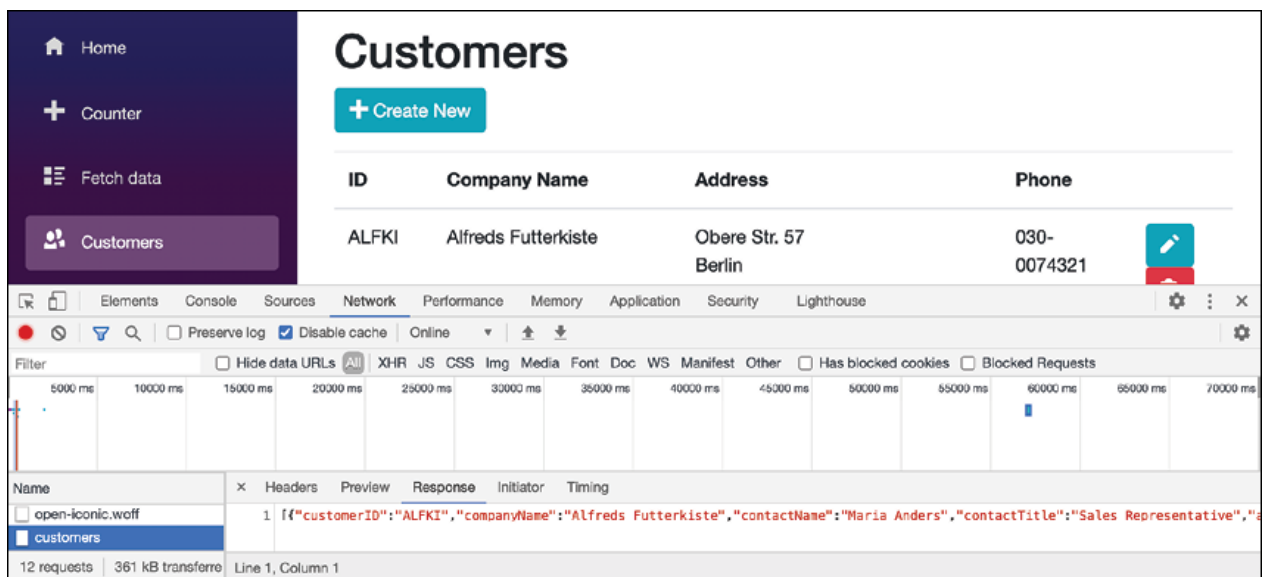 Home
Counter
Fetch data
Customers
Customers
Create New
ID Company Name Address Phone
ALFKI Alfreds Futterkiste Obere Str. 57 030-
Berlin 0074321
Elements Console Sources Network Performance Memory Application Security Lighthouse
Preserve log Disable cache Online
Filter Hide data URLs All XHR JS CSS Img Media Font Doc WS Manifest Other Has blocked cookies Blocked Requests
5000 ms 10000 ms 15000 ms 20000 ms 25000 ms 30000 ms 35000 ms 40000 ms 45000 ms 50000 ms 55000 ms 60000 ms 65000 ms 70000 ms
Name Headers Preview Response Initiator Timing
open-iconic.woff
1 [{"customerID":"ALFKI","companyName":"Alfreds Futterkiste","contactName":"Maria Anders","contactTitle":"Sales Representative","a
customers
12 requests 361 kB transferre Line 1, Column 1